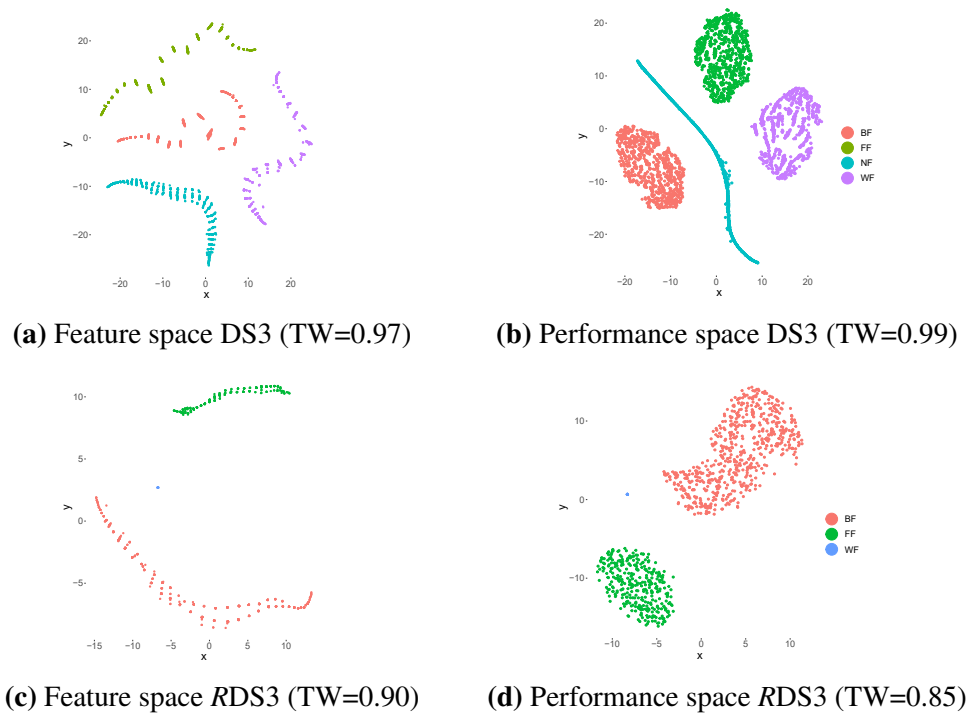 20
10
0
−10
−20
y
−20
−10
0
10
20
x
20
10
0
−10
−20
y
−20
−10
0
10
20
x
BF
FF
NF
WF
(a) Feature space DS3 (TW=0.97)
(b) Performance space DS3 (TW=0.99)
10
5
0
−5
y
−15
−10
−5
0
5
10
x
10
0
−10
y
−10
−5
0
5
10
x
BF
FF
WF
(c) Feature space RDS3 (TW=0.90)
(d) Performance space RDS3 (TW=0.85)